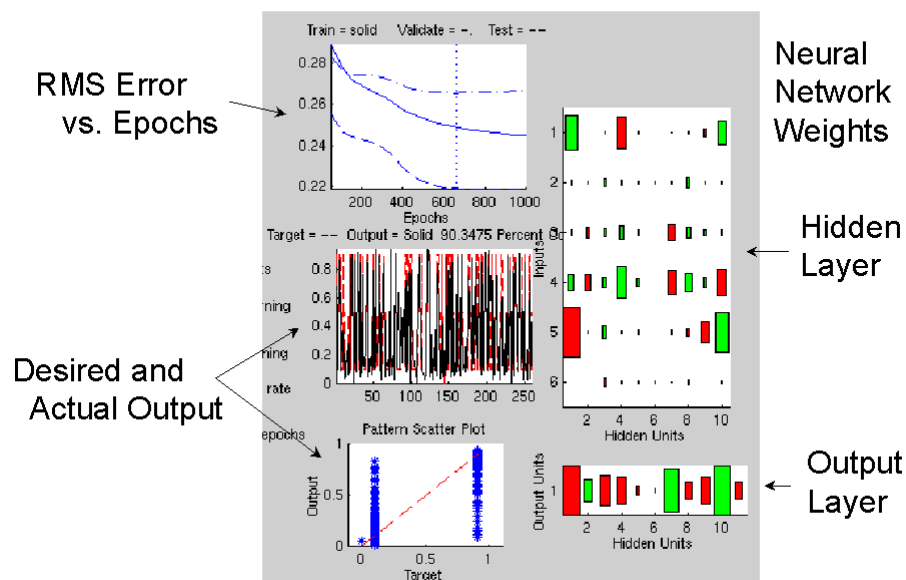 Train = solid Validate = -. Test = --
RMS Error
vs. Epochs
0.28
0.26
0.24
0.22
200 400 600 800 1000
Epochs
Neural
Network
Weights
1
2
3
4
5
6
Inputs
2 4 6 8 10
Hidden Units
Hidden
Layer
Target = -- Output = Solid 90.3475 Percent
0.8
0.6
0.4
0.2
0
50 100 150 200 250
rate
epochs
Desired and
Actual Output
Pattern Scatter Plot
1
0.5
0
Output
0 0.5 1
Target
Output Units
1
2 4 6 8 10
Hidden Units
Output
Layer